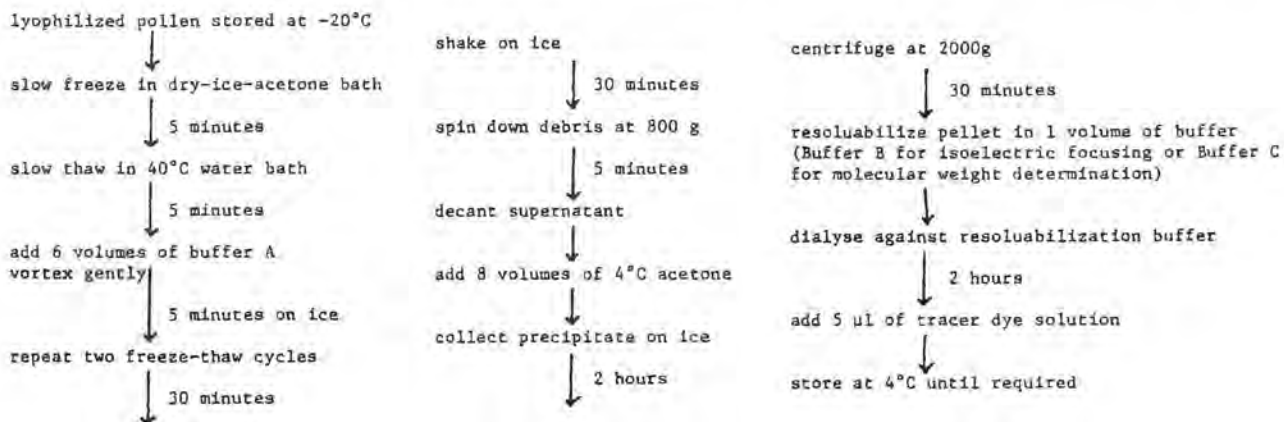 lyophilized pollen stored at -20°C
slow freeze in dry-ice-acetone bath
5 minutes
slow thaw in 40°C water bath
5 minutes
add 6 volumes of buffer A
vortex gently
5 minutes on ice
repeat two freeze-thaw cycles
30 minutes
shake on ice
30 minutes
spin down debris at 800 g
5 minutes
decant supernatant
add 8 volumes of 4°C acetone
collect precipitate on ice
2 hours
centrifuge at 2000g
30 minutes
resoluabilize pellet in 1 volume of buffer
(Buffer B for isoelectric focusing or Buffer C
for molecular weight determination)
dialyse against resoluabilization buffer
2 hours
add 5 µl of tracer dye solution
store at 4°C until required